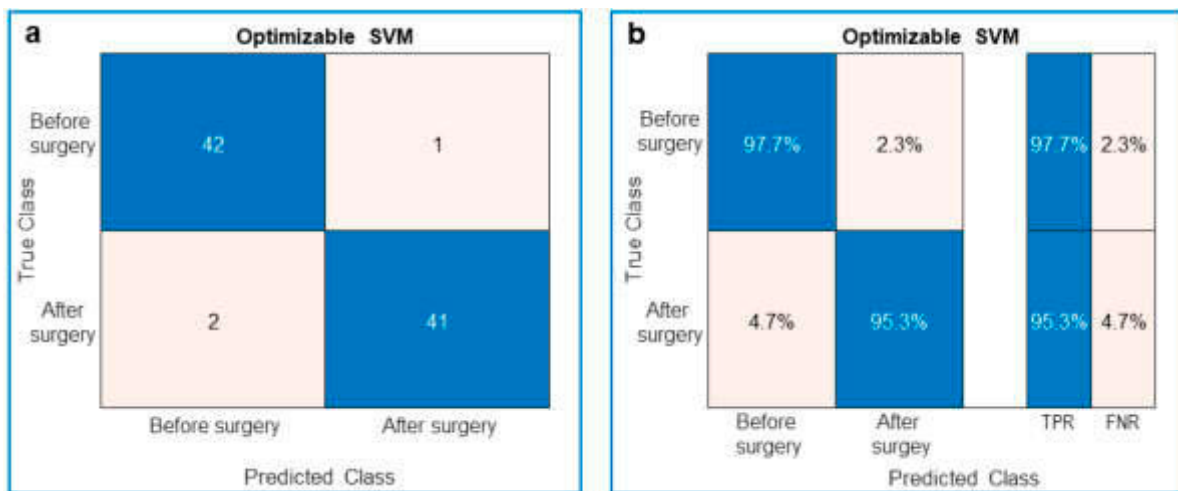 a
Optimizable SVM
Before
surgery
42
1
True Class
After
surgery
2
41
Before surgery
After surgery
Predicted Class
b
Optimizable SVM
Before
surgery
97.7%
2.3%
97.7%
2.3%
True Class
After
surgery
4.7%
95.3%
95.3%
4.7%
Before
surgery
After
surgey
TPR
FNR
Predicted Class